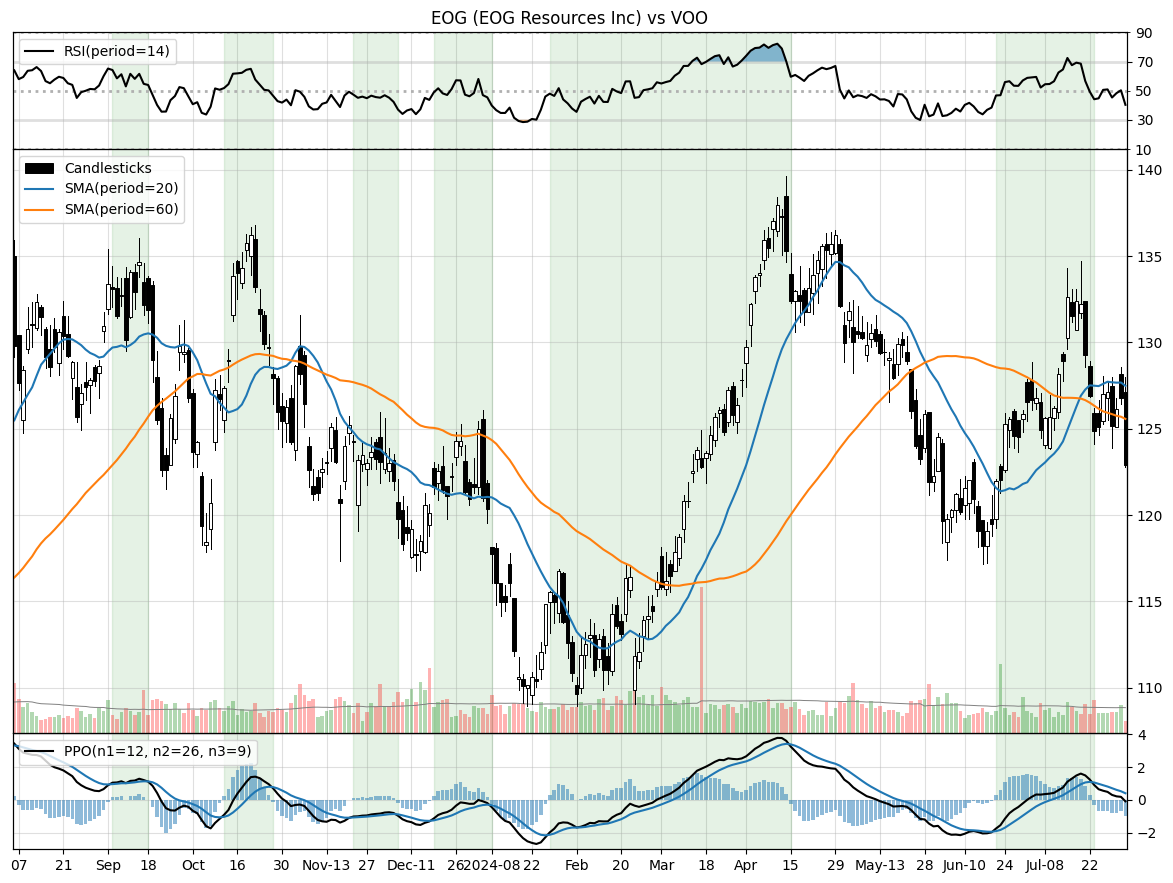 EOG (EOG Resources Inc) vs VOO
RSI(period=14)
90
70
50
30
10
Candlesticks
SMA(period=20)
SMA(period=60)
140
135
130
125
120
115
110
PPO(n1=12, n2=26, n3=9)
4
2
0
−2
07 21 Sep 18 Oct 16 30 Nov-13 27 Dec-11 26 2024-08 22 Feb 20 Mar 18 Apr 15 29 May-13 28 Jun-10 24 Jul-08 22